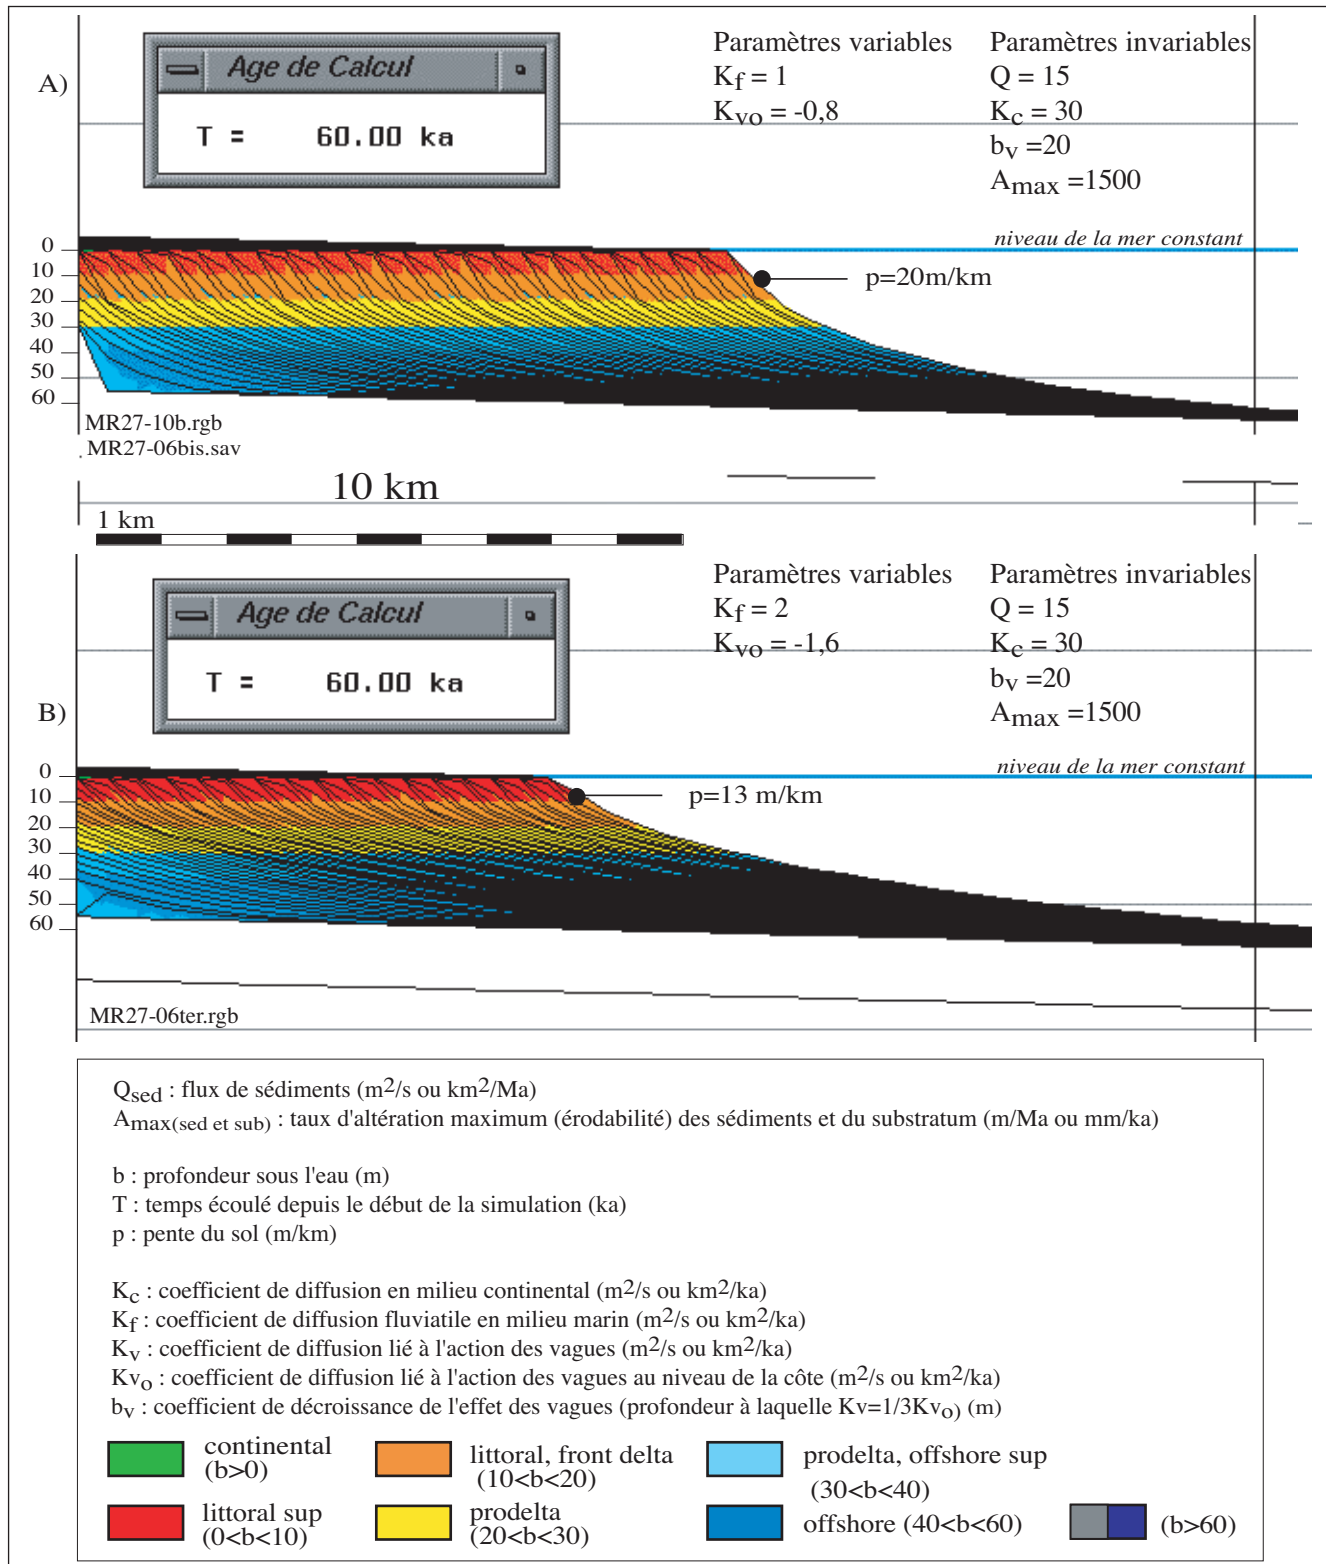 A)
Age de Calcul
T = 60.00 ka
Paramètres variables
Kf = 1
Kvo = -0,8
Paramètres invariables
Q = 15
Kc = 30
bv =20
Amax =1500
niveau de la mer constant
p=20m/km
0
10
20
30
40
50
60
MR27-10b.rgb
MR27-06bis.sav
10 km
1 km
B)
Age de Calcul
T = 60.00 ka
Paramètres variables
Kf = 2
Kvo = -1,6
Paramètres invariables
Q = 15
Kc = 30
bv =20
Amax =1500
niveau de la mer constant
p=13 m/km
0
10
20
30
40
50
60
MR27-06ter.rgb
Qsed : flux de sédiments (m2/s ou km2/Ma)
Amax(sed et sub) : taux d'altération maximum (érodabilité) des sédiments et du substratum (m/Ma ou mm/ka)
b : profondeur sous l'eau (m)
T : temps écoulé depuis le début de la simulation (ka)
p : pente du sol (m/km)
Kc : coefficient de diffusion en milieu continental (m2/s ou km2/ka)
Kf : coefficient de diffusion fluviatile en milieu marin (m2/s ou km2/ka)
Kv : coefficient de diffusion lié à l'action des vagues (m2/s ou km2/ka)
Kvo : coefficient de diffusion lié à l'action des vagues au niveau de la côte (m2/s ou km2/ka)
bv : coefficient de décroissance de l'effet des vagues (profondeur à laquelle Kv=1/3Kvo) (m)
continental
(b>0)
littoral, front delta
(10<b<20)
prodelta, offshore sup
(30<b<40)
littoral sup
(0<b<10)
prodelta
(20<b<30)
offshore (40<b<60)
(b>60)